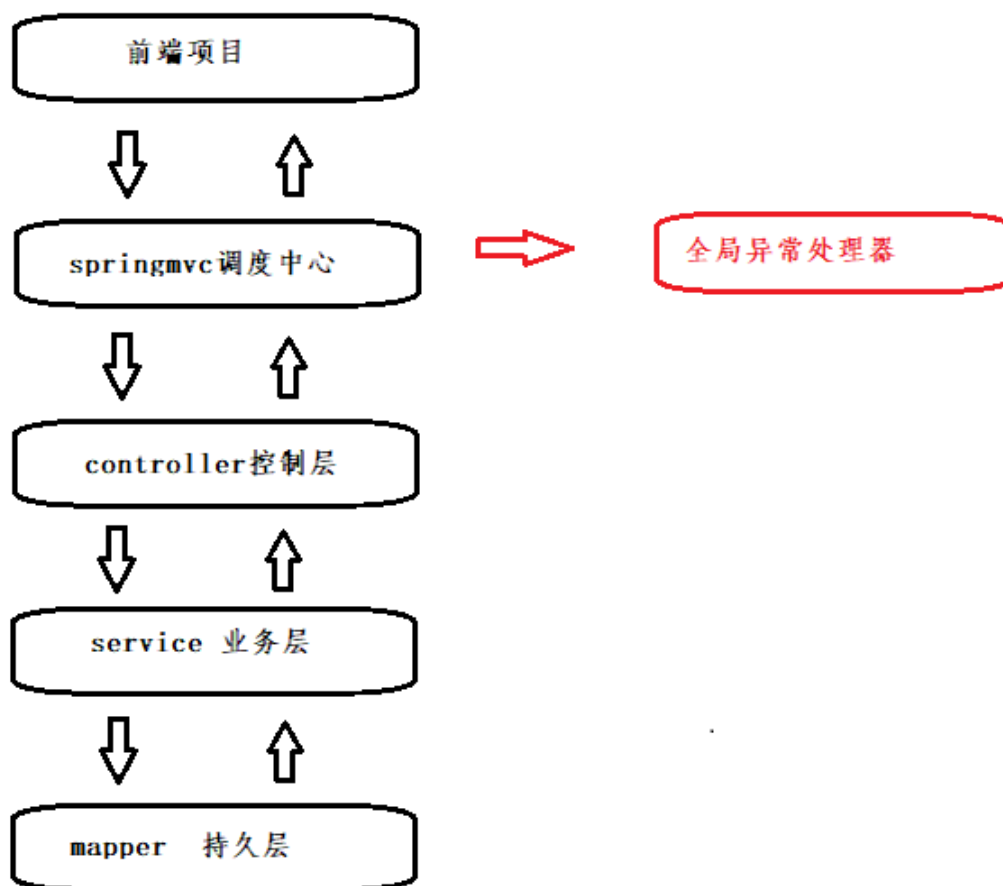 前端项目
springmvc调度中心
全局异常处理器
controller控制层
service 业务层
mapper 持久层